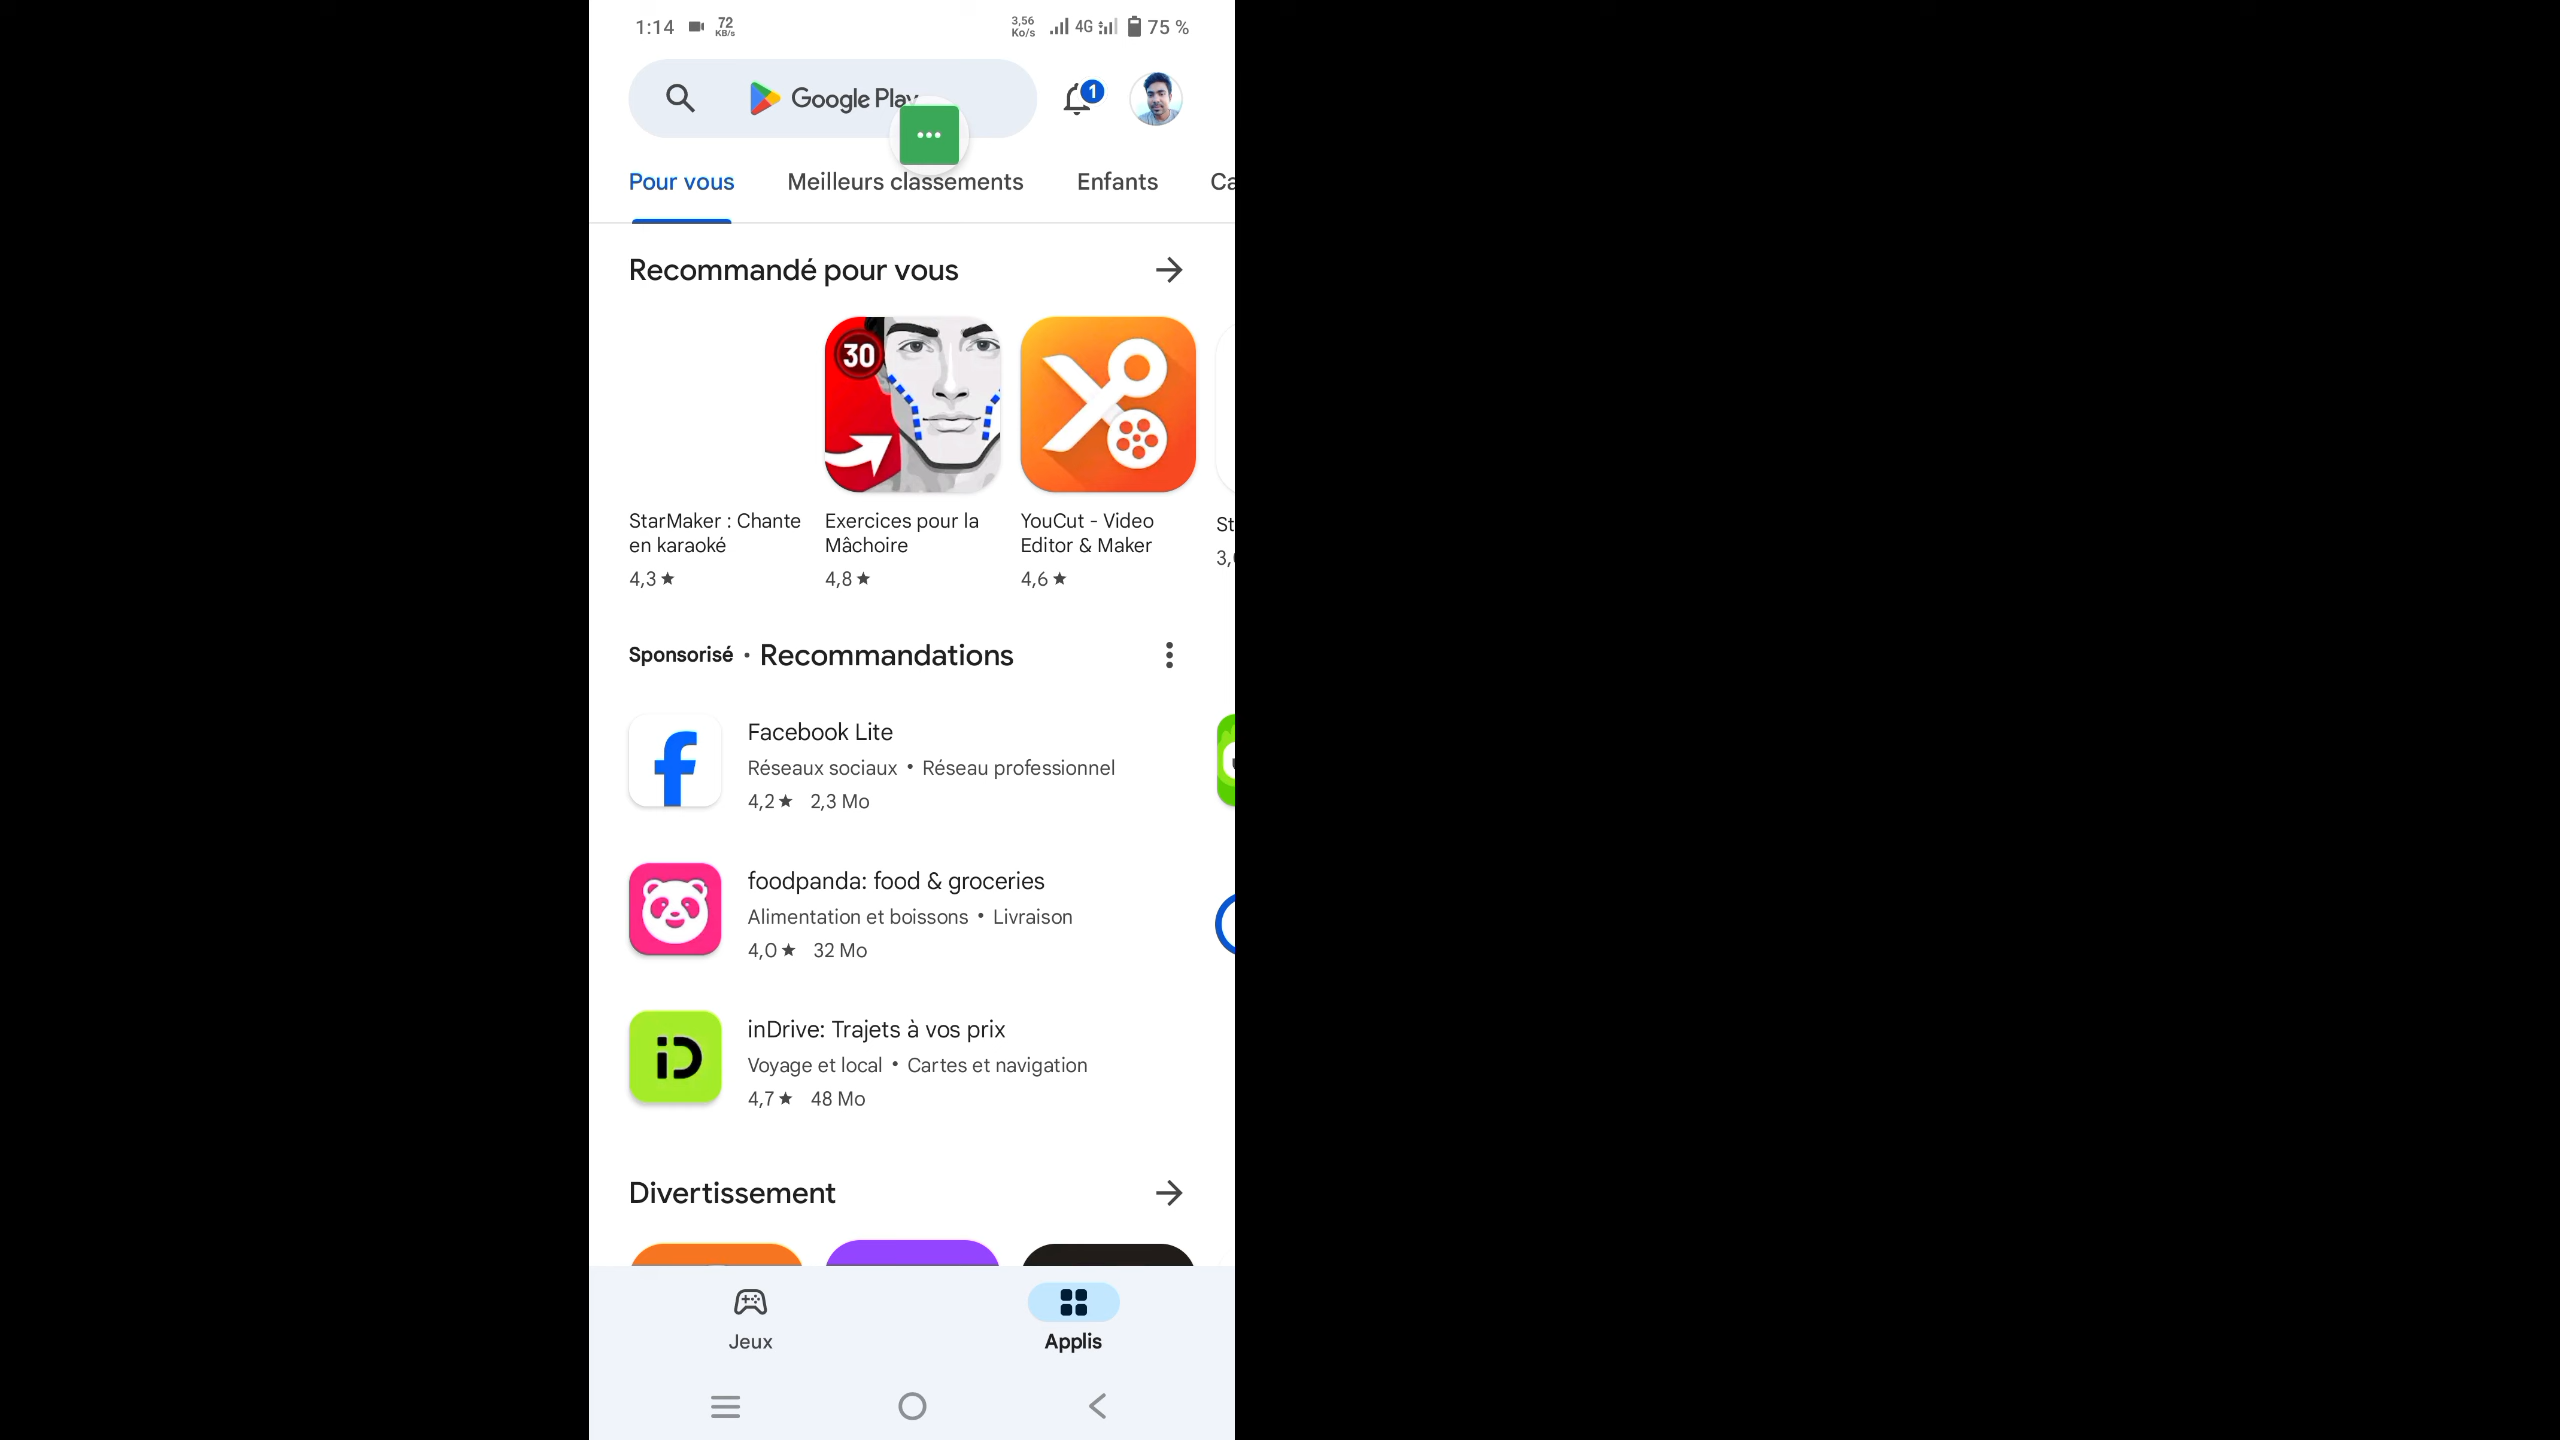 1:14 72 KB/s 3,56 Ko/s 4G 75 %
Google Play 1
Pour vous Meilleurs classements Enfants Ca
Recommandé pour vous
30
StarMaker : Chante en karaoké
4,3 ★
Exercices pour la Mâchoire
4,8 ★
YouCut - Video Editor & Maker
4,6 ★
St
3,
Sponsorisé • Recommandations
Facebook Lite
Réseaux sociaux • Réseau professionnel
4,2 ★ 2,3 Mo
foodpanda: food & groceries
Alimentation et boissons • Livraison
4,0 ★ 32 Mo
iD
inDrive: Trajets à vos prix
Voyage et local • Cartes et navigation
4,7 ★ 48 Mo
Divertissement
Jeux Applis